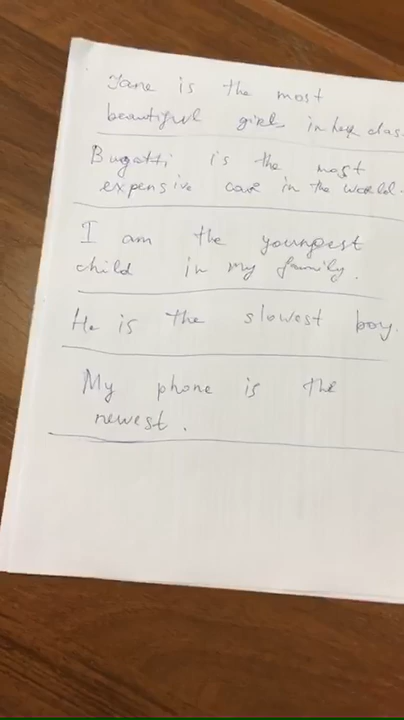 Jane is the most
beautiful girl in her clas
Bugatti is the most
expensive car in the world.
I am the youngest
child in my family.
He is the slowest boy.
My phone is the
newest.